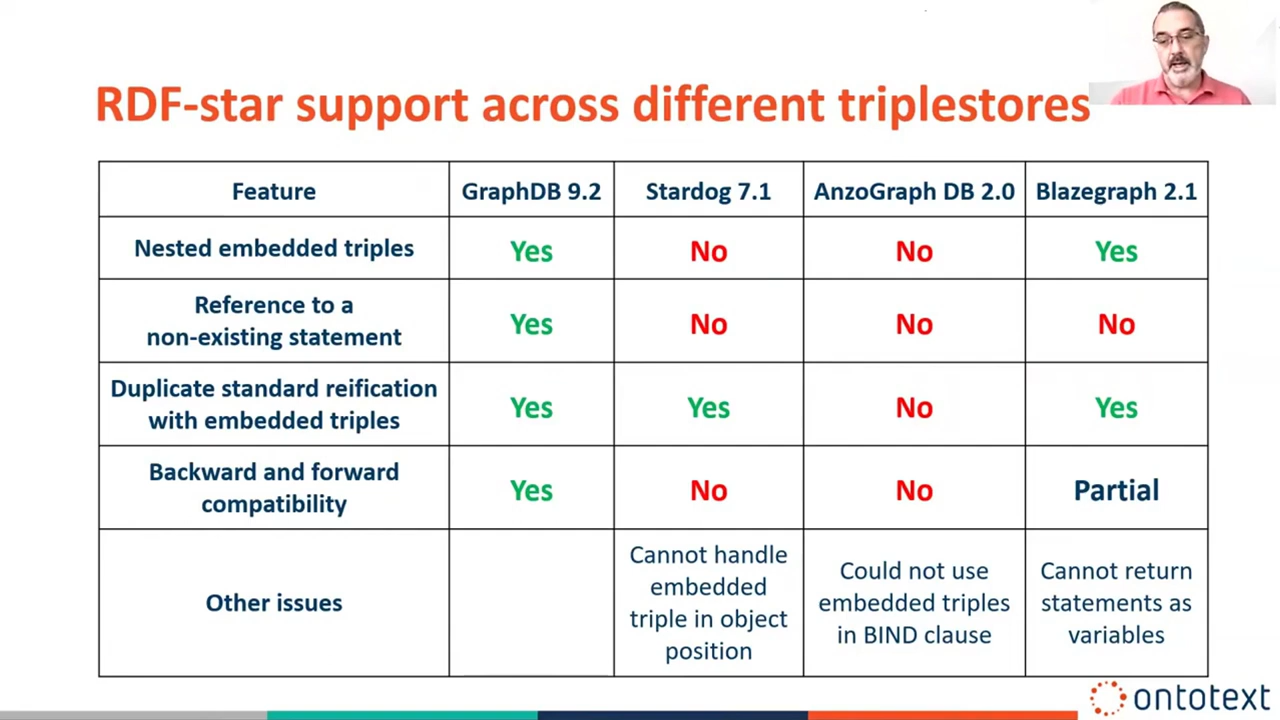 RDF-star support across different triplestores
Feature
GraphDB 9.2
Stardog 7.1
AnzoGraph DB 2.0
Blazegraph 2.1
Nested embedded triples
Yes
No
No
Yes
Reference to a
non-existing statement
Yes
No
No
No
Duplicate standard reification
with embedded triples
Yes
Yes
No
Yes
Backward and forward
compatibility
Yes
No
No
Partial
Other issues
Cannot handle
embedded
triple in object
position
Could not use
embedded triples
in BIND clause
Cannot return
statements as
variables
ontotext